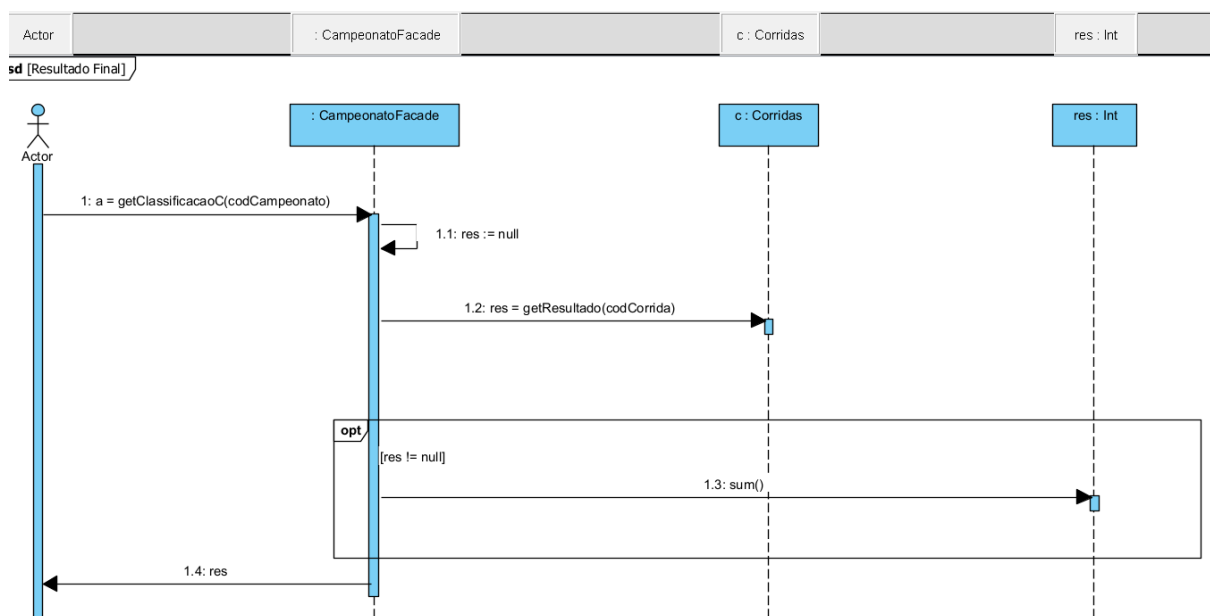 Actor
: CampeonatoFacade
c : Corridas
res : Int
sd [Resultado Final]
: CampeonatoFacade
c : Corridas
res : Int
Actor
1: a = getClassificacaoC(codCampeonato)
1.1: res := null
1.2: res = getResultado(codCorrida)
opt
[res != null]
1.3: sum()
1.4: res